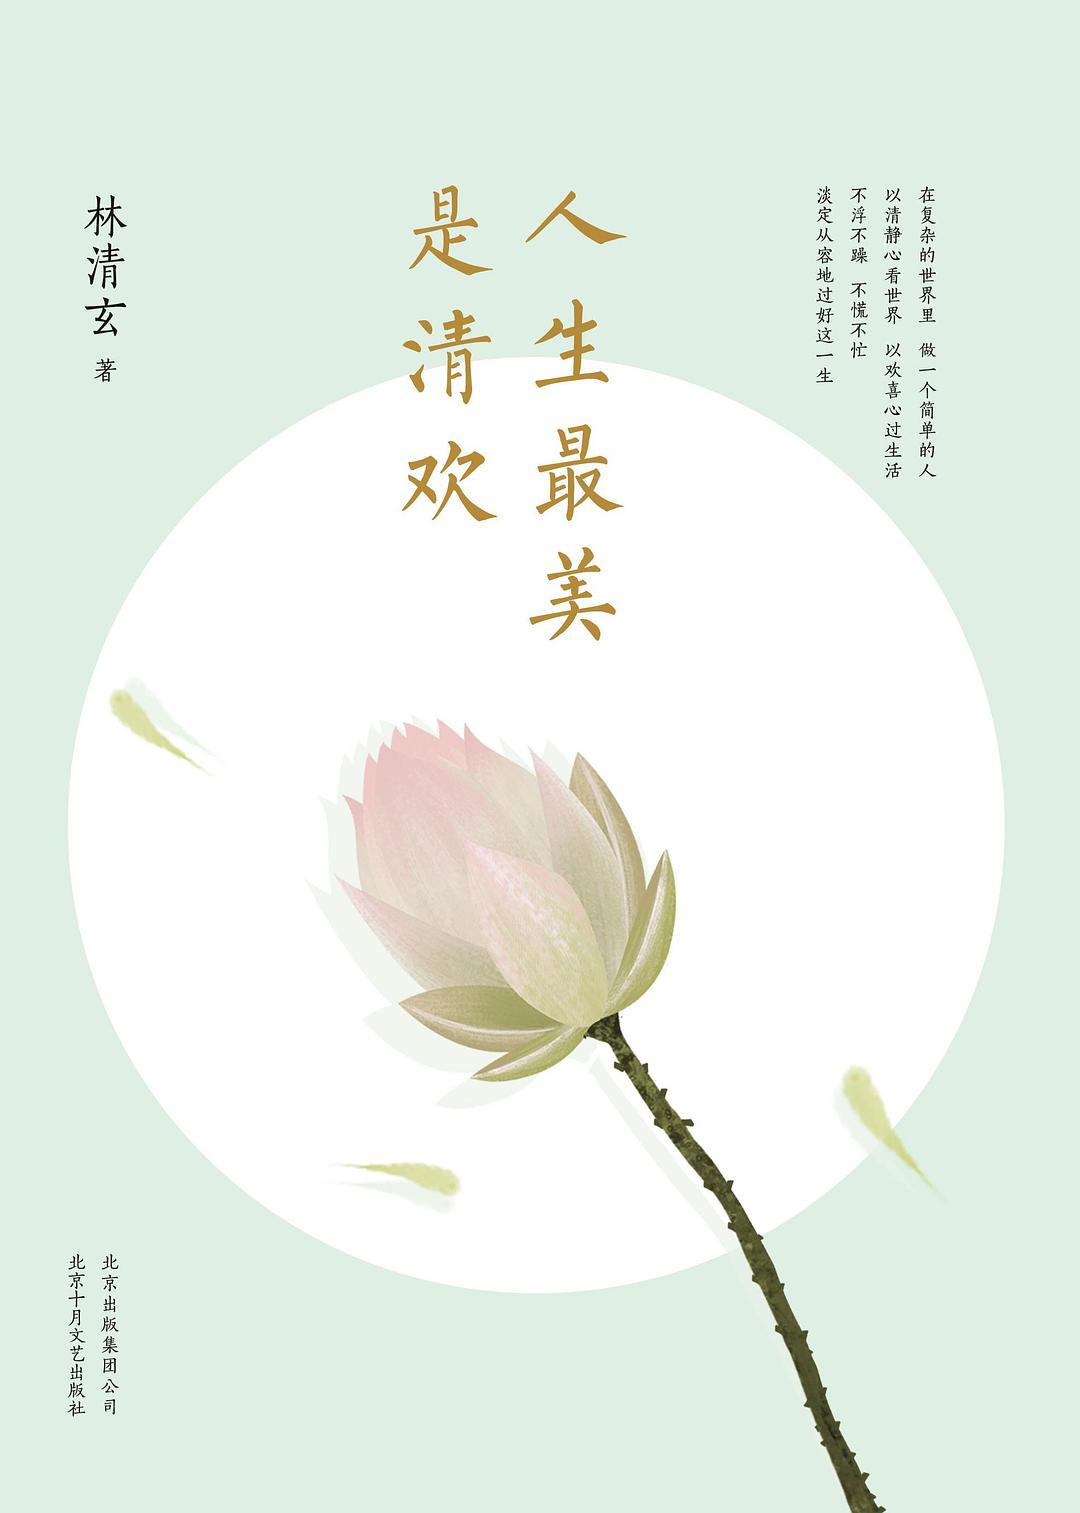 在复杂的世界里 做一个简单的人
以清静心看世界 以欢喜心过生活
不浮不躁 不慌不忙
淡定从容地过好这一生
人生最美
是清欢
林清玄 著
北京出版集团公司
北京十月文艺出版社